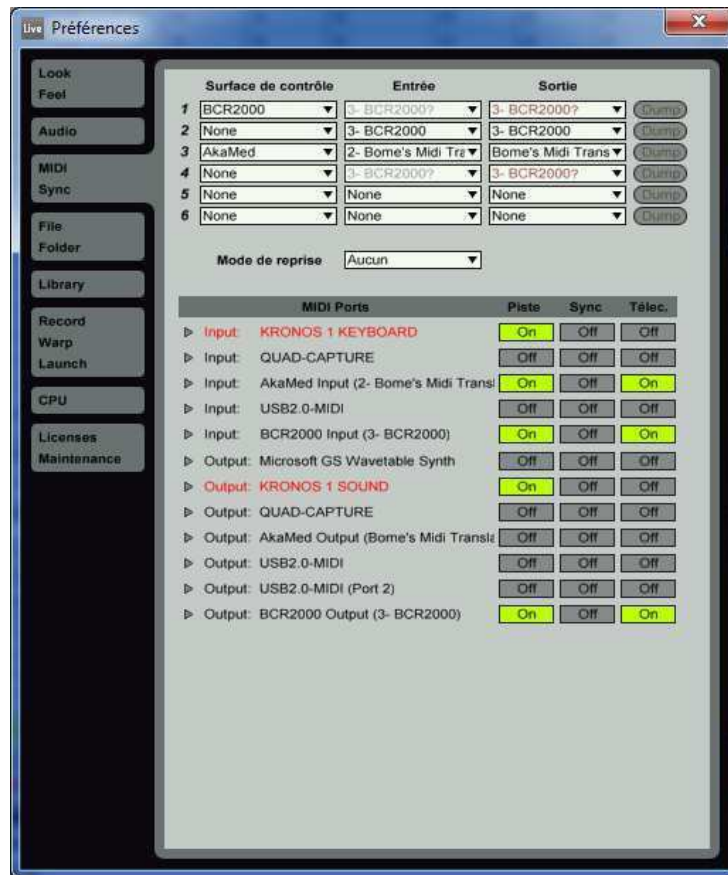 Live Préférences
x
Look
Feel
Audio
MIDI
Sync
File
Folder
Library
Record
Warp
Launch
CPU
Licenses
Maintenance
Surface de contrôle Entrée Sortie
1 BCR2000 3- BCR2000? 3- BCR2000? Dump
2 None 3- BCR2000 3- BCR2000 Dump
3 AkaMed 2- Bome's Midi Tra Bome's Midi Trans Dump
4 None 3- BCR2000? 3- BCR2000? Dump
5 None None None Dump
6 None None None Dump
Mode de reprise Aucun
MIDI Ports Piste Sync Télec.
Input: KRONOS 1 KEYBOARD On Off Off
Input: QUAD-CAPTURE Off Off Off
Input: AkaMed Input (2- Bome's Midi Transl On Off On
Input: USB2.0-MIDI Off Off Off
Input: BCR2000 Input (3- BCR2000) On Off On
Output: Microsoft GS Wavetable Synth Off Off Off
Output: KRONOS 1 SOUND On Off Off
Output: QUAD-CAPTURE Off Off Off
Output: AkaMed Output (Bome's Midi Transla Off Off Off
Output: USB2.0-MIDI Off Off Off
Output: USB2.0-MIDI (Port 2) Off Off Off
Output: BCR2000 Output (3- BCR2000) On Off On